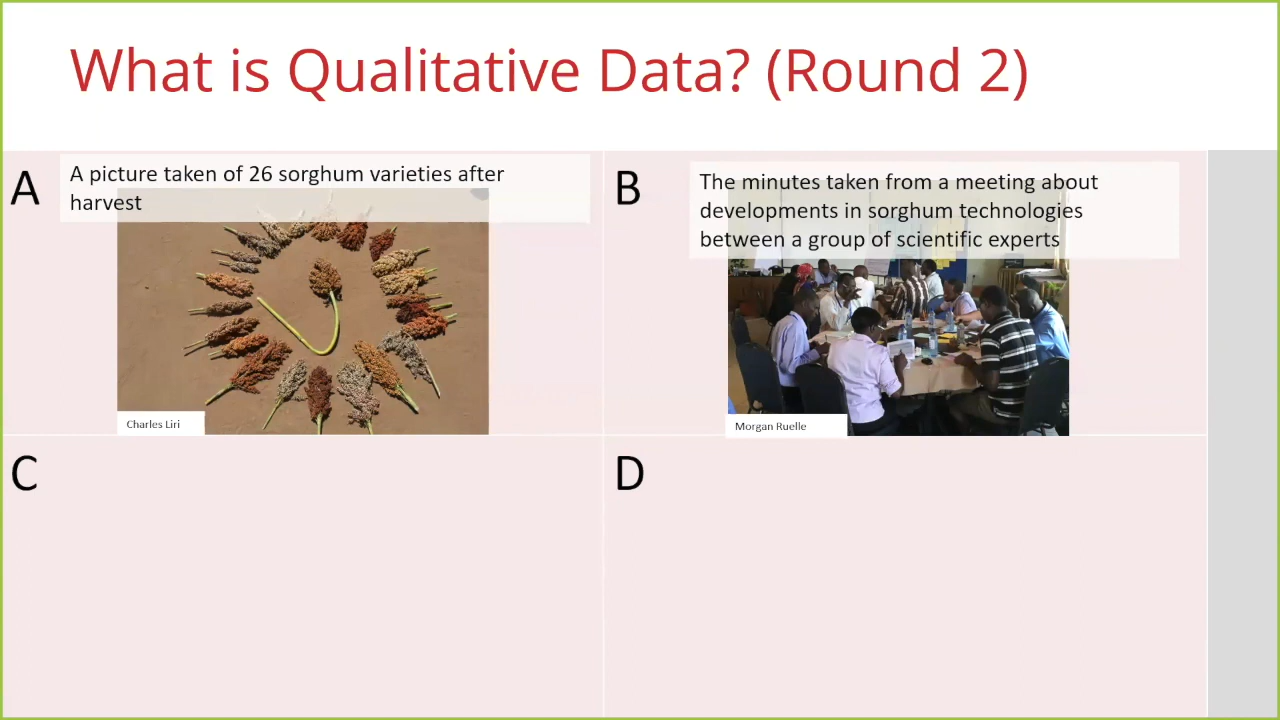 What is Qualitative Data? (Round 2)
A
A picture taken of 26 sorghum varieties after
harvest
Charles Liri
B
The minutes taken from a meeting about
developments in sorghum technologies
between a group of scientific experts
Morgan Ruelle
C
D